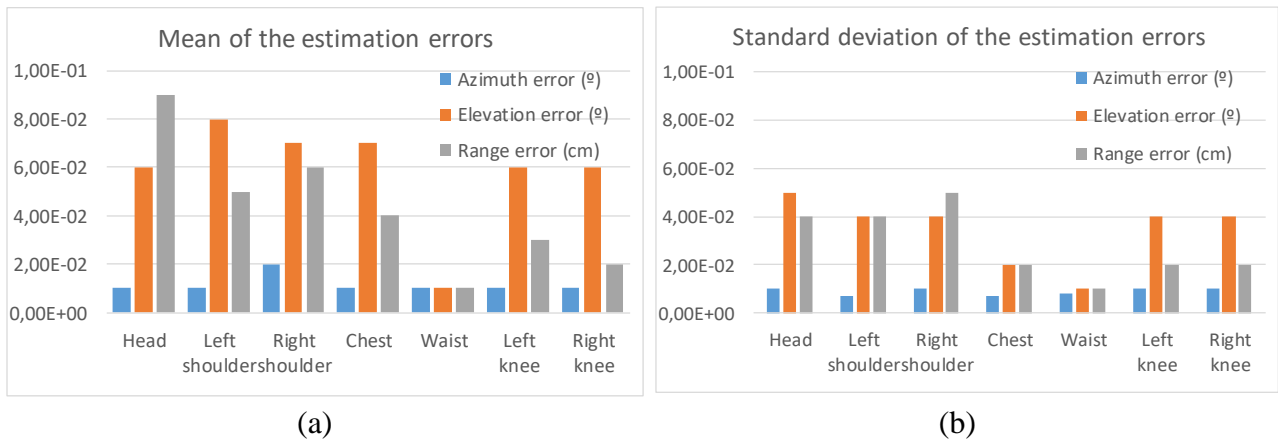 Mean of the estimation errors
1,00E-01
8,00E-02
6,00E-02
4,00E-02
2,00E-02
0,00E+00
Azimuth error (º)
Elevation error (º)
Range error (cm)
Head Left Right Chest Waist Left Right
shoulder shoulder knee knee
(a)
Standard deviation of the estimation errors
1,00E-01
8,00E-02
6,00E-02
4,00E-02
2,00E-02
0,00E+00
Azimuth error (º)
Elevation error (º)
Range error (cm)
Head Left Right Chest Waist Left Right
shoulder shoulder knee knee
(b)